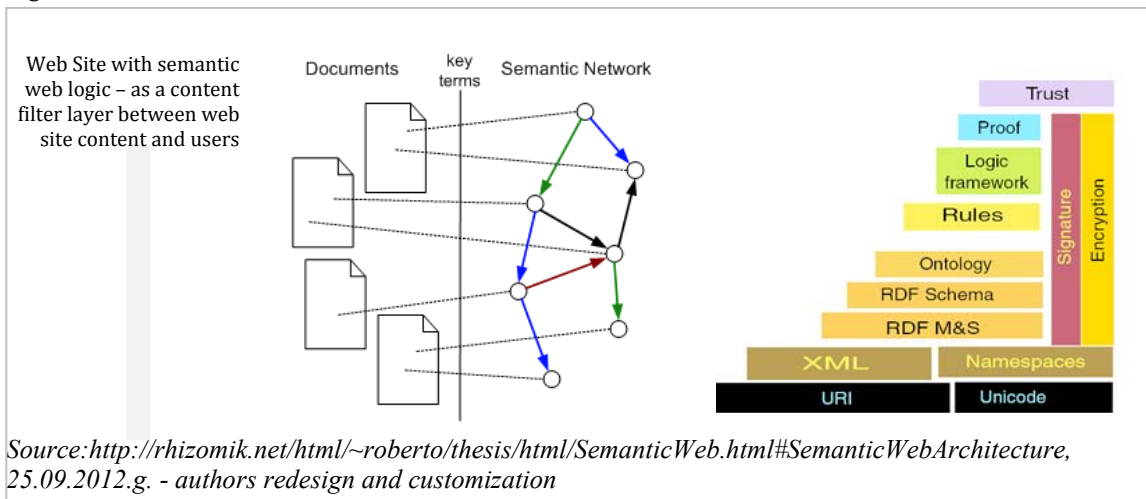 Web Site with semantic
web logic – as a content
filter layer between web
site content and users
Documents
key
terms
Semantic Network
Trust
Proof
Logic
framework
Rules
Ontology
RDF Schema
RDF M&S
Signature
Encryption
XML
Namespaces
URI
Unicode
Source:http://rhizomik.net/html/~roberto/thesis/html/SemanticWeb.html#SemanticWebArchitecture,
25.09.2012.g. - authors redesign and customization